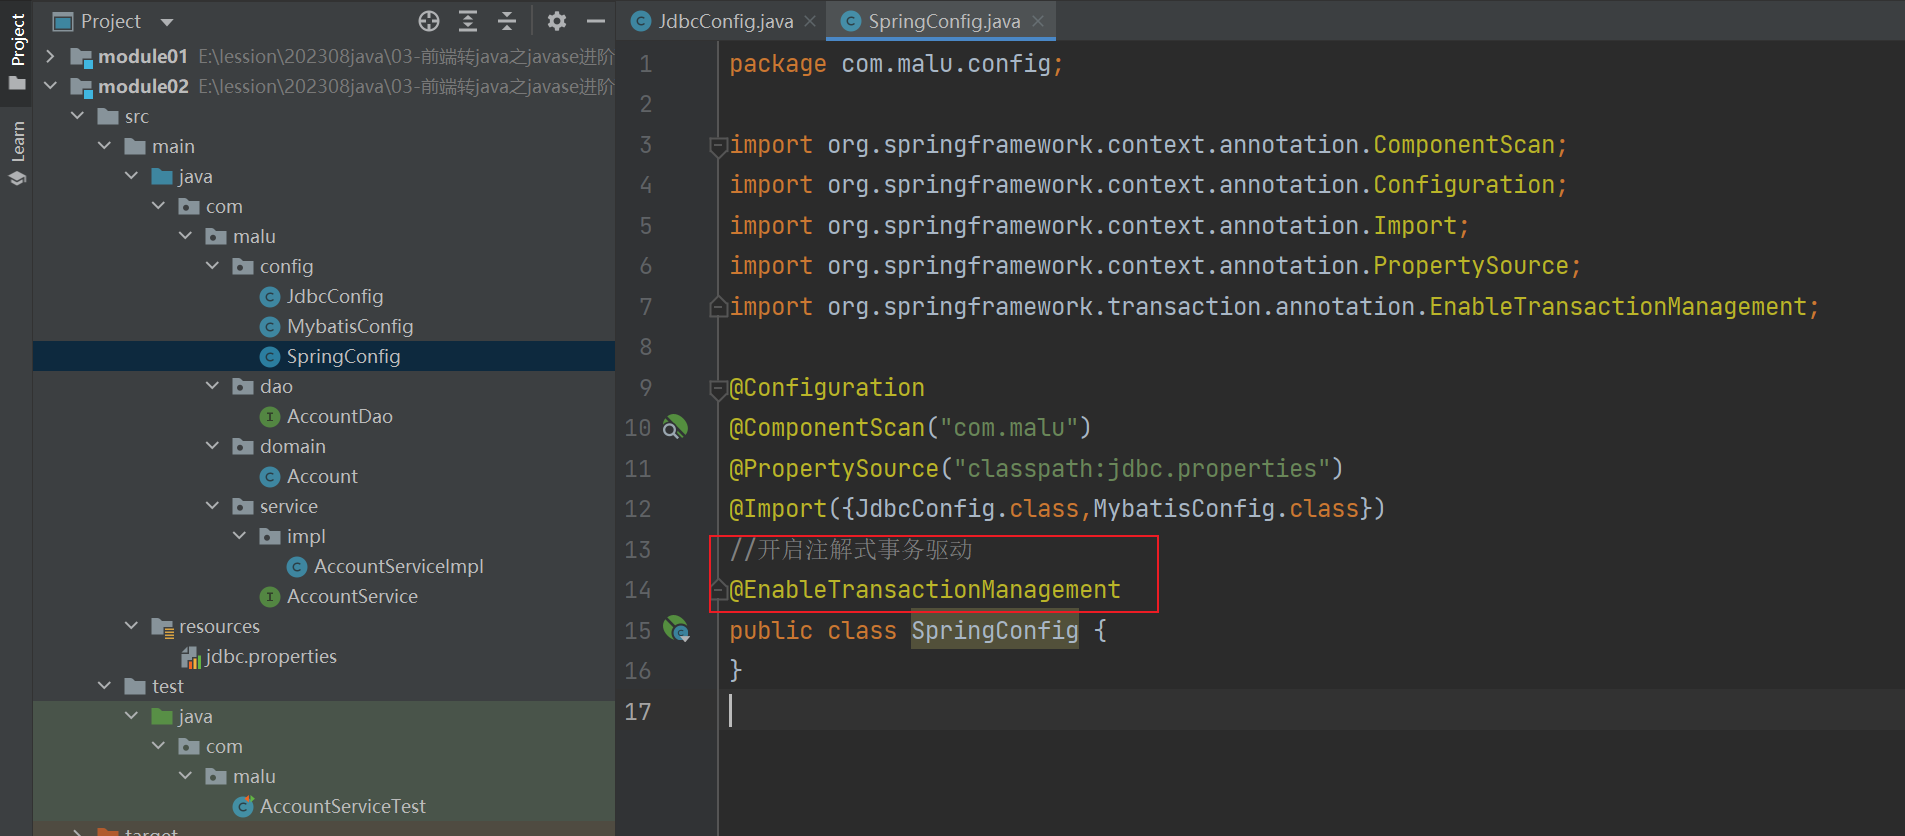 Project
Learn
Project
module01 E:\lession\202308java\03-前端转java之javase进阶
module02 E:\lession\202308java\03-前端转java之javase进阶
src
main
java
com
malu
config
JdbcConfig
MybatisConfig
SpringConfig
dao
AccountDao
domain
Account
service
impl
AccountServiceImpl
AccountService
resources
jdbc.properties
test
java
com
malu
AccountServiceTest
target
JdbcConfig.java
SpringConfig.java
1 package com.malu.config;
2
3 import org.springframework.context.annotation.ComponentScan;
4 import org.springframework.context.annotation.Configuration;
5 import org.springframework.context.annotation.Import;
6 import org.springframework.context.annotation.PropertySource;
7 import org.springframework.transaction.annotation.EnableTransactionManagement;
8
9 @Configuration
10 @ComponentScan("com.malu")
11 @PropertySource("classpath:jdbc.properties")
12 @Import({JdbcConfig.class,MybatisConfig.class})
13 //开启注解式事务驱动
14 @EnableTransactionManagement
15 public class SpringConfig {
16 }
17